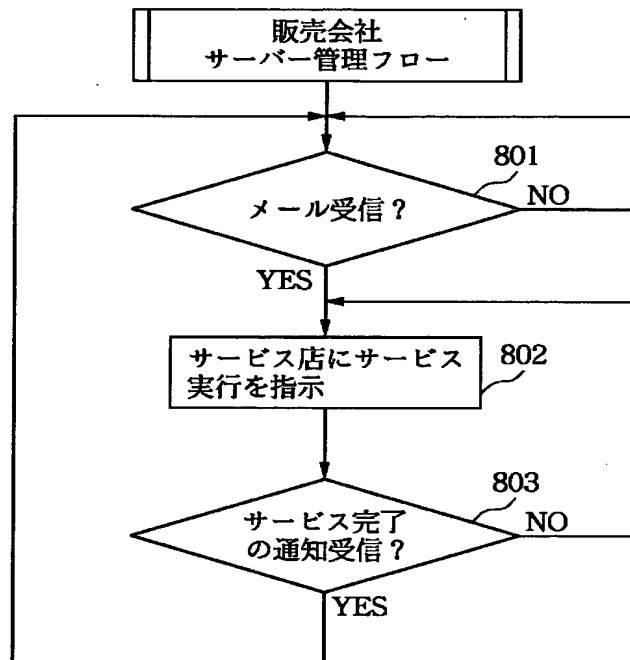 販売会社
サーバー管理フロー
801
メール受信？
NO
YES
サービス店にサービス
実行を指示
802
803
サービス完了
の通知受信？
NO
YES